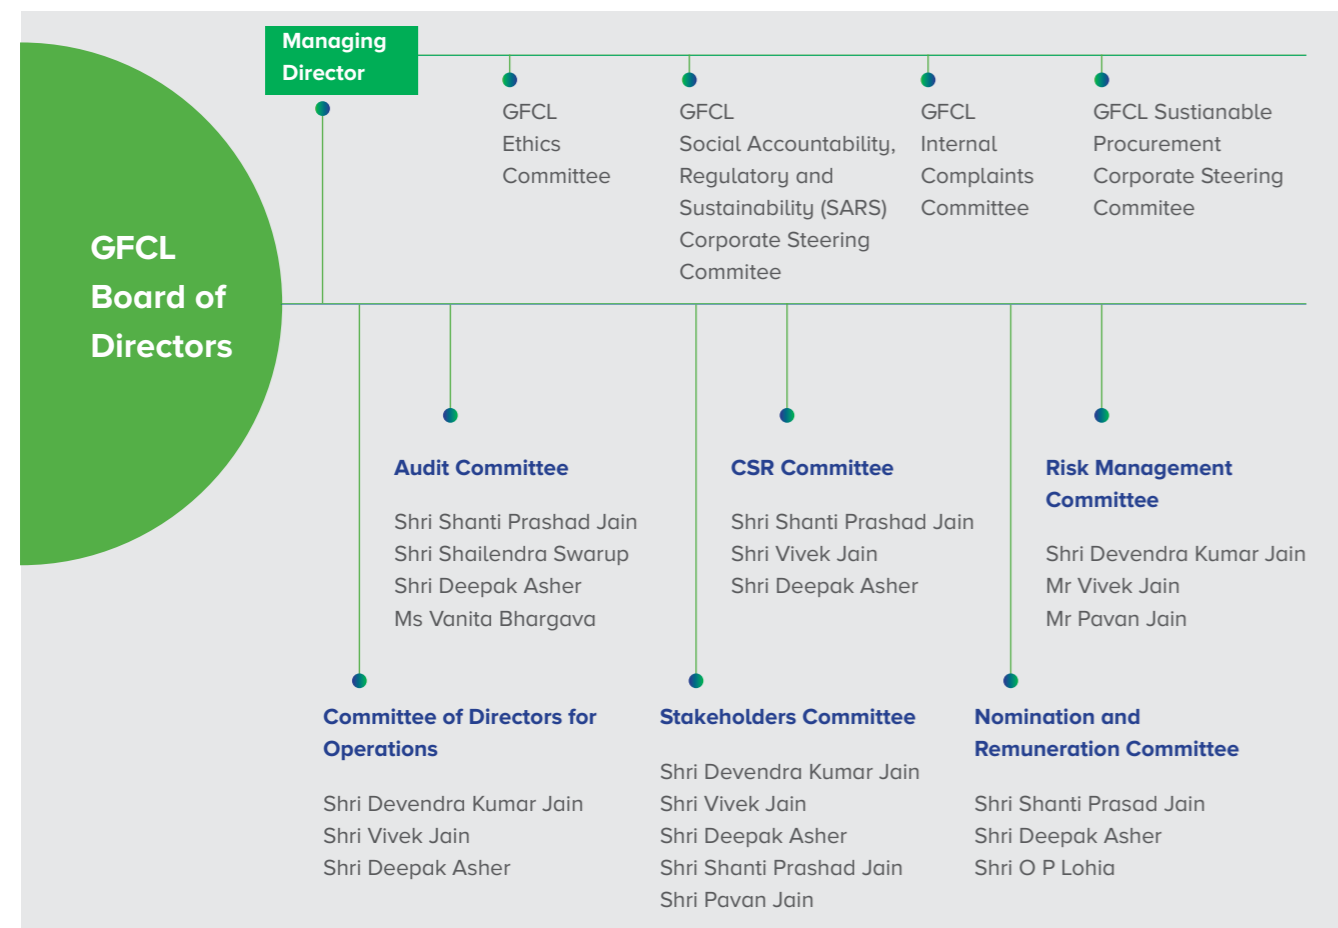 Managing
Director
GFCL
Ethics
Committee
GFCL
Social Accountability,
Regulatory and
Sustainability (SARS)
Corporate Steering
Commitee
GFCL
Internal
Complaints
Committee
GFCL Sustianable
Procurement
Corporate Steering
Commitee
GFCL
Board of
Directors
Audit Committee
Shri Shanti Prashad Jain
Shri Shailendra Swarup
Shri Deepak Asher
Ms Vanita Bhargava
CSR Committee
Shri Shanti Prashad Jain
Shri Vivek Jain
Shri Deepak Asher
Risk Management
Committee
Shri Devendra Kumar Jain
Mr Vivek Jain
Mr Pavan Jain
Committee of Directors for
Operations
Shri Devendra Kumar Jain
Shri Vivek Jain
Shri Deepak Asher
Stakeholders Committee
Shri Devendra Kumar Jain
Shri Vivek Jain
Shri Deepak Asher
Shri Shanti Prashad Jain
Shri Pavan Jain
Nomination and
Remuneration Committee
Shri Shanti Prasad Jain
Shri Deepak Asher
Shri O P Lohia